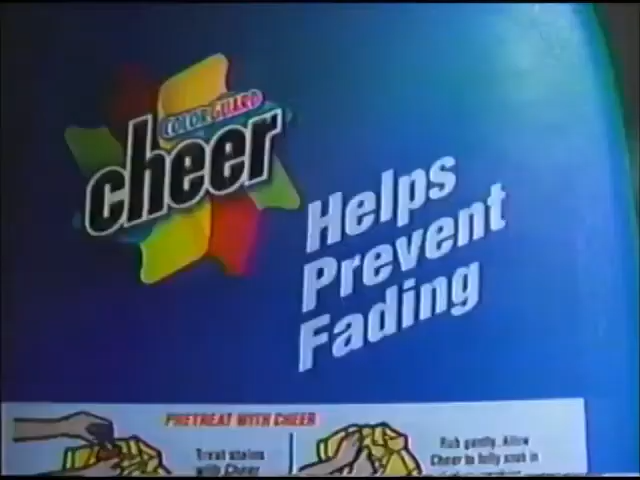 COLOR GUARD
cheer
Helps
Prevent
Fading
PRETREAT WITH CHEER
Treat stains
with Cheer
Rub gently. Allow
Cheer to fully soak in